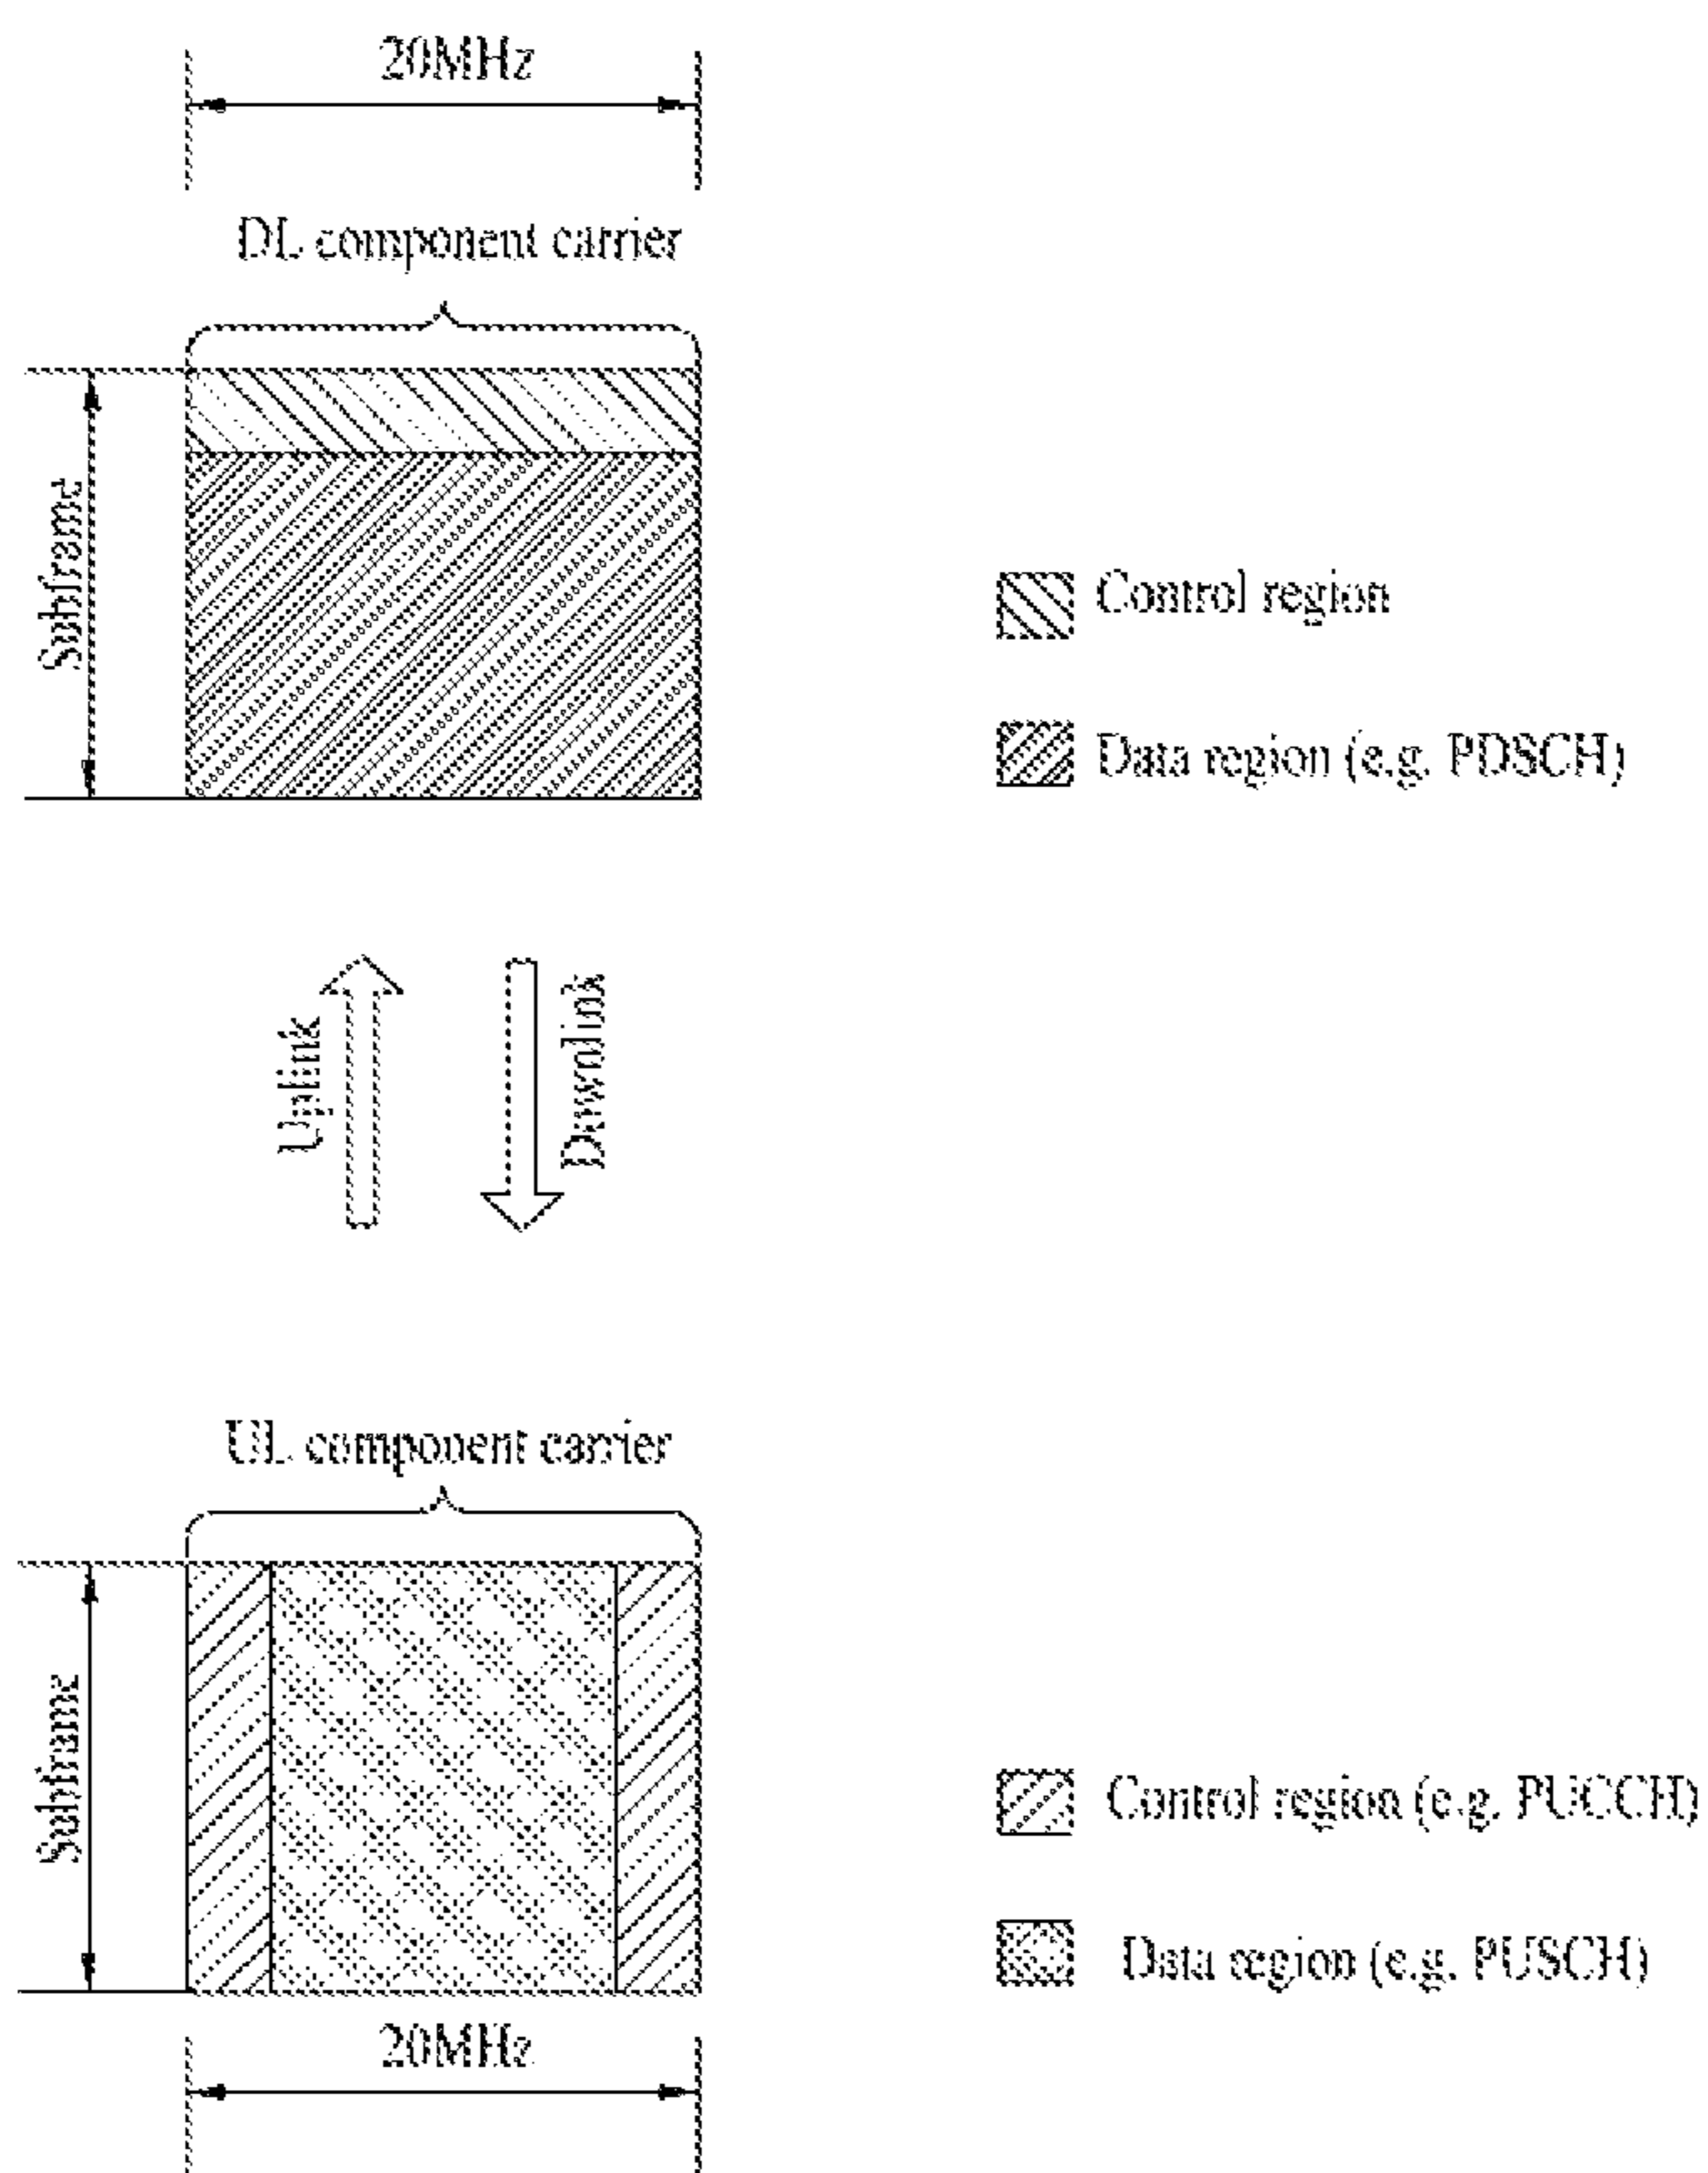 20MHz
DL component carrier
Subframe
Control region
Data region (e.g. PDSCH)
Uplink
Downlink
UL component carrier
Subframe
Control region (e.g. PUCCH)
Data region (e.g. PUSCH)
20MHz